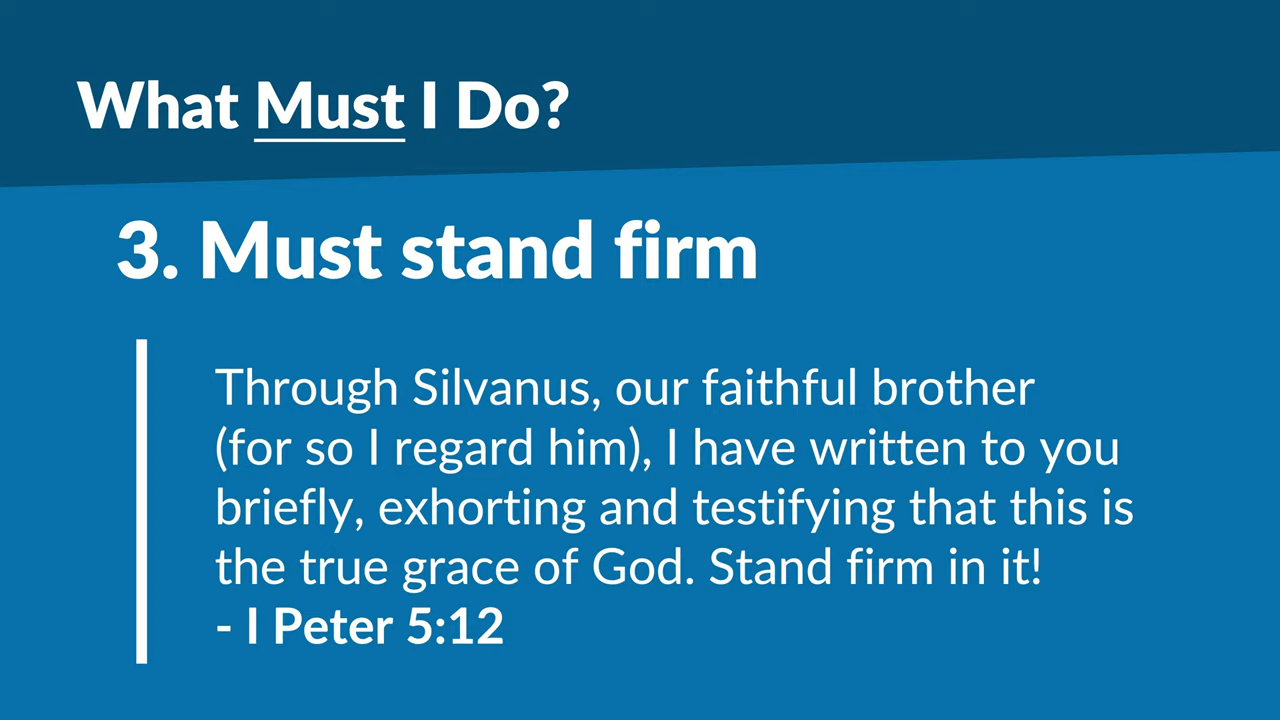 What Must I Do?
3. Must stand firm
Through Silvanus, our faithful brother
(for so I regard him), I have written to you
briefly, exhorting and testifying that this is
the true grace of God. Stand firm in it!
- I Peter 5:12